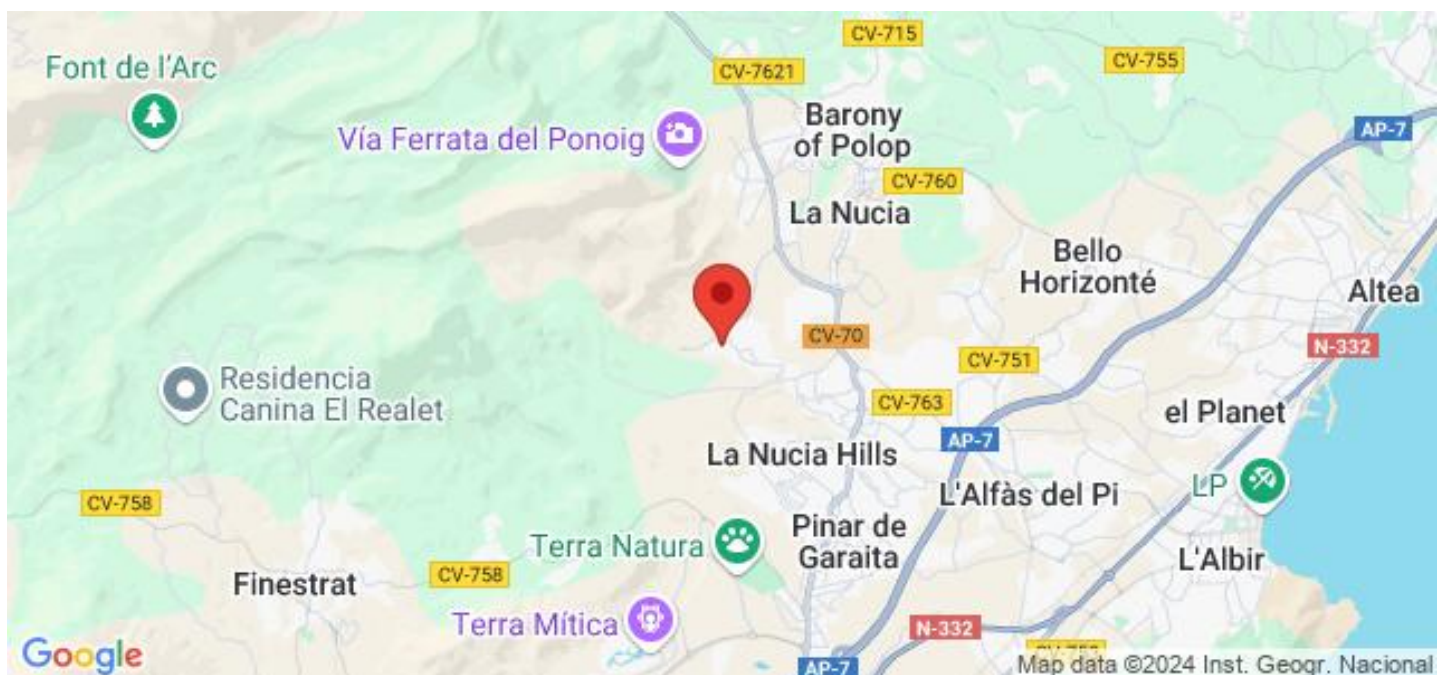 CV-715
Font de l'Arc
CV-755
CV-7621
Barony
of Polop
AP-7
Vía Ferrata del Ponoig
CV-760
La Nucia
Bello
Horizonté
Altea
CV-70
N-332
CV-751
Residencia
Canina El Realet
CV-763
el Planet
AP-7
La Nucia Hills
LP
L'Alfàs del Pi
CV-758
Terra Natura
Pinar de
Garaita
L'Albir
CV-758
Finestrat
Terra Mítica
N-332
Google
AP-7
Map data ©2024 Inst. Geogr. Nacional